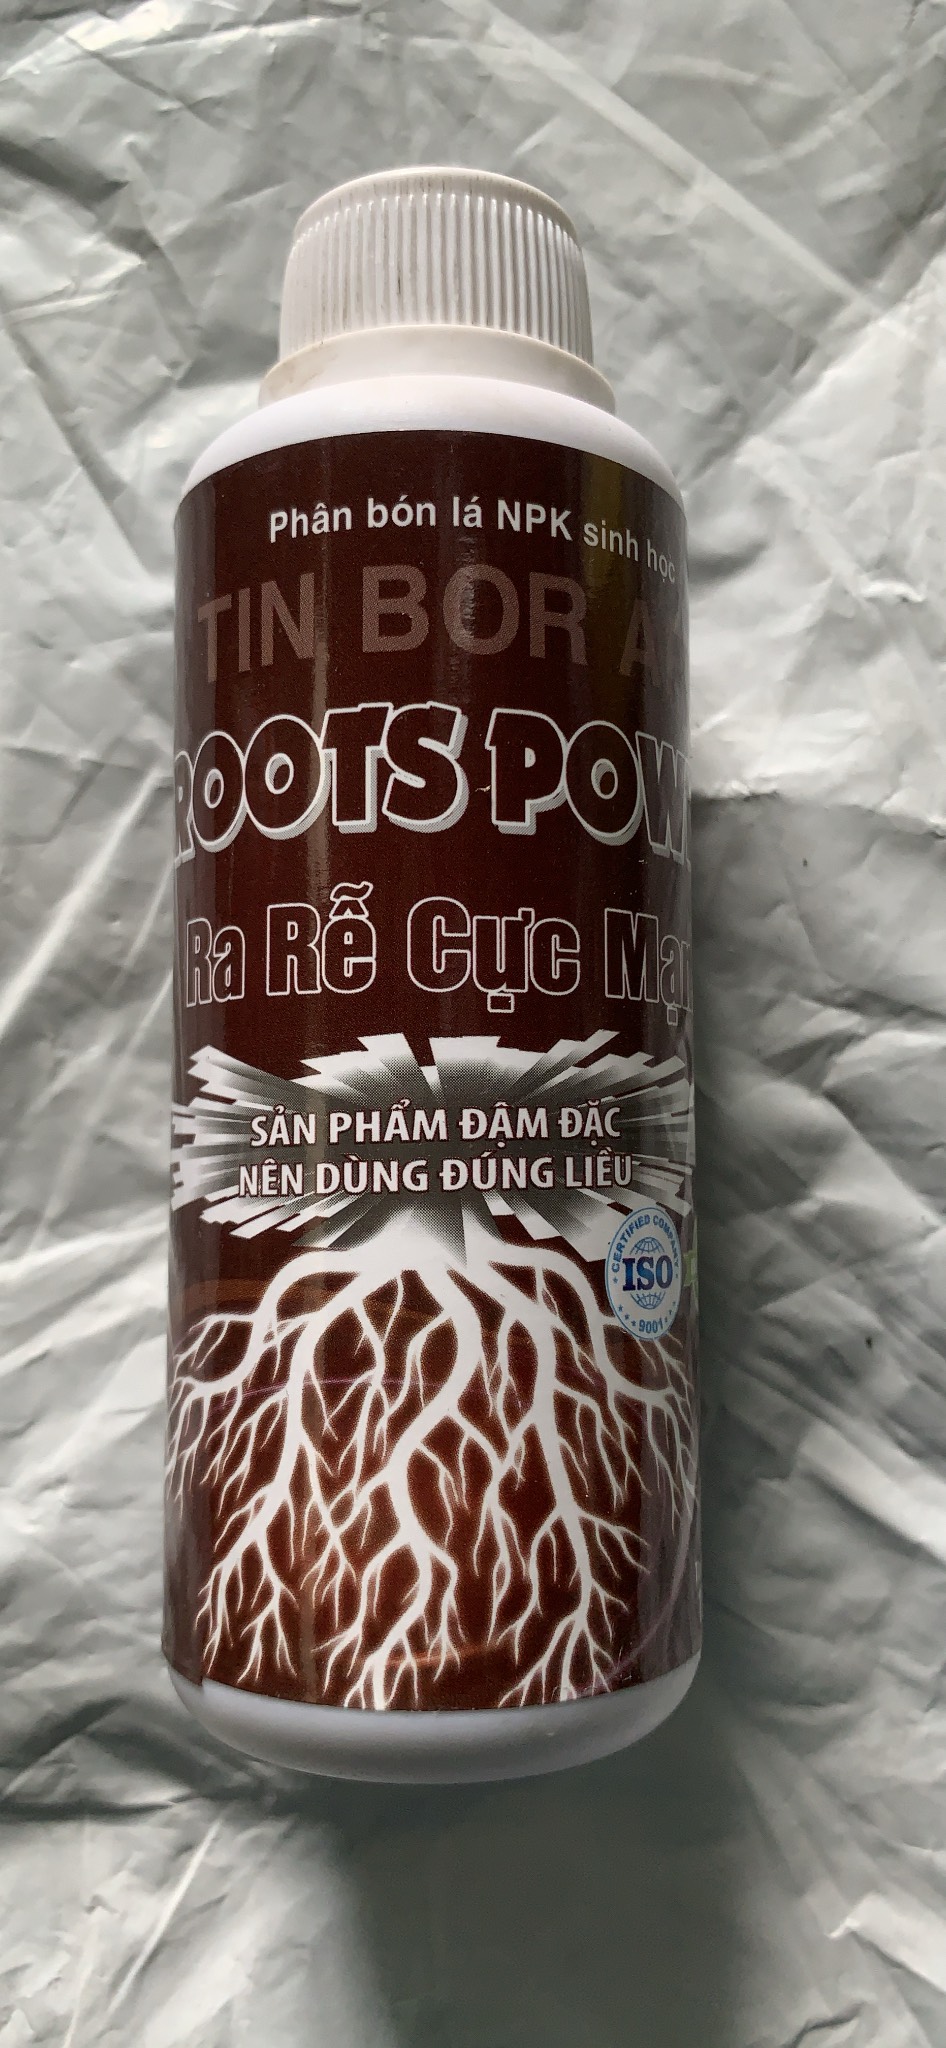 Phân bón lá NPK sinh học
TIN BOR
ROOTS POW
Ra Rễ Cực Mạn
SẢN PHẨM ĐẬM ĐẶC
NÊN DÙNG ĐÚNG LIỀU
CERTIFIED COMPANY
ISO
9001